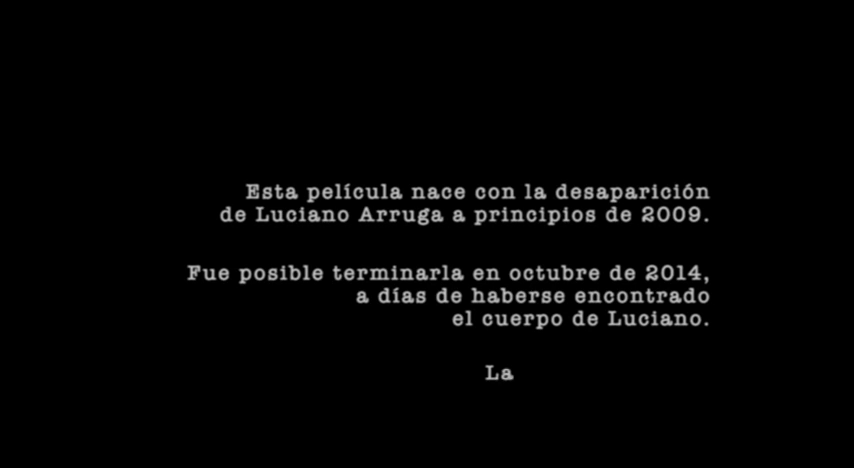 Esta película nace con la desaparición
de Luciano Arruga a principios de 2009.
Fue posible terminarla en octubre de 2014,
a días de haberse encontrado
el cuerpo de Luciano.
La